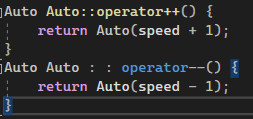 Auto Auto::operator++() {
    return Auto(speed + 1);
}
Auto Auto : : operator--() {
    return Auto(speed - 1);
}